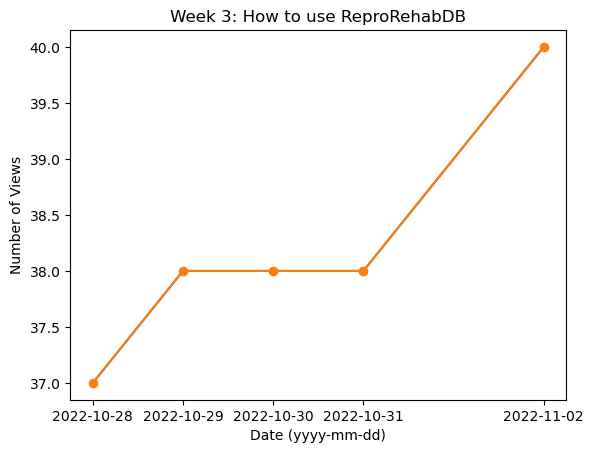 Week 3: How to use ReproRehabDB
Number of Views
40.0
39.5
39.0
38.5
38.0
37.5
37.0
2022-10-28 2022-10-29 2022-10-30 2022-10-31 2022-11-02
Date (yyyy-mm-dd)